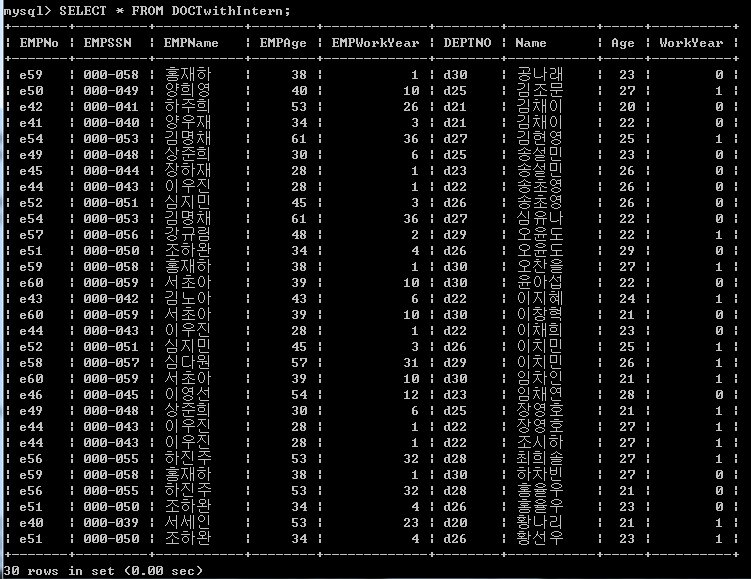 mysql> SELECT * FROM DOCTwithIntern;
| EMPNo | EMPSSN | EMPName | EMPAge | EMPWorkYear | DEPTNO | Name | Age | WorkYear |
| e59 | 000-058 | 홍재하 | 38 | 1 | d30 | 공나래 | 23 | 0 |
| e50 | 000-049 | 양희영 | 40 | 10 | d25 | 김조문 | 27 | 1 |
| e42 | 000-041 | 하주희 | 53 | 26 | d21 | 김채이 | 20 | 0 |
| e41 | 000-040 | 양우재 | 34 | 3 | d21 | 김채이 | 22 | 0 |
| e54 | 000-053 | 김명채 | 61 | 36 | d27 | 김현영 | 25 | 1 |
| e49 | 000-048 | 상준희 | 30 | 6 | d25 | 송설민 | 23 | 0 |
| e45 | 000-044 | 장하재 | 28 | 1 | d23 | 송설민 | 26 | 0 |
| e44 | 000-043 | 이우진 | 28 | 1 | d22 | 송초영 | 26 | 0 |
| e52 | 000-051 | 심지민 | 45 | 3 | d26 | 송초영 | 26 | 0 |
| e54 | 000-053 | 김명채 | 61 | 36 | d27 | 심유나 | 22 | 0 |
| e57 | 000-056 | 강규림 | 48 | 2 | d29 | 오윤도 | 22 | 1 |
| e51 | 000-050 | 조하완 | 34 | 4 | d26 | 오윤도 | 29 | 0 |
| e59 | 000-058 | 홍재하 | 38 | 1 | d30 | 오찬율 | 27 | 1 |
| e60 | 000-059 | 서초아 | 39 | 10 | d30 | 윤아섭 | 22 | 0 |
| e43 | 000-042 | 김노아 | 43 | 6 | d22 | 이지혜 | 24 | 1 |
| e60 | 000-059 | 서초아 | 39 | 10 | d30 | 이창혁 | 21 | 0 |
| e44 | 000-043 | 이우진 | 28 | 1 | d22 | 이채희 | 23 | 0 |
| e52 | 000-051 | 심지민 | 45 | 3 | d26 | 이치민 | 25 | 1 |
| e58 | 000-057 | 심다원 | 57 | 31 | d29 | 이치민 | 26 | 1 |
| e60 | 000-059 | 서초아 | 39 | 10 | d30 | 임차인 | 21 | 1 |
| e46 | 000-045 | 이영선 | 54 | 12 | d23 | 임채연 | 28 | 0 |
| e49 | 000-048 | 상준희 | 30 | 6 | d25 | 장영호 | 21 | 1 |
| e44 | 000-043 | 이우진 | 28 | 1 | d22 | 장영호 | 27 | 1 |
| e44 | 000-043 | 이우진 | 28 | 1 | d22 | 조시하 | 27 | 1 |
| e56 | 000-055 | 하진주 | 53 | 32 | d28 | 최희솔 | 27 | 1 |
| e59 | 000-058 | 홍재하 | 38 | 1 | d30 | 하차빈 | 27 | 0 |
| e56 | 000-055 | 하진주 | 53 | 32 | d28 | 홍율우 | 21 | 0 |
| e51 | 000-050 | 조하완 | 34 | 4 | d26 | 홍율우 | 23 | 0 |
| e40 | 000-039 | 서세인 | 53 | 23 | d20 | 황나리 | 21 | 1 |
| e51 | 000-050 | 조하완 | 34 | 4 | d26 | 황선우 | 23 | 1 |
30 rows in set (0.00 sec)